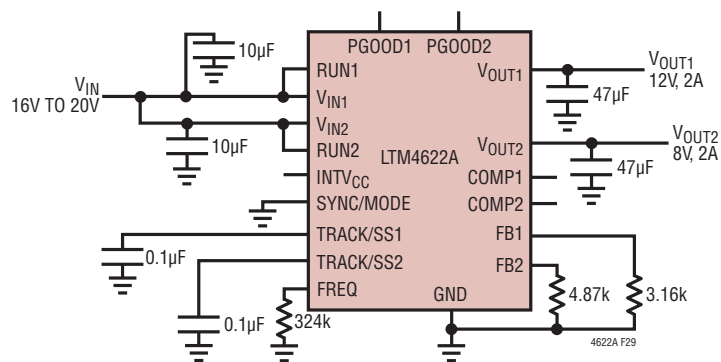 PGOOD1 PGOOD2
10µF
RUN1
V_IN
16V TO 20V
V_IN1
V_IN2
10µF
RUN2
INTV_CC
SYNC/MODE
TRACK/SS1
0.1µF
TRACK/SS2
0.1µF
FREQ
324k
LTM4622A
GND
V_OUT1
V_OUT1
12V, 2A
47µF
V_OUT2
V_OUT2
8V, 2A
47µF
COMP1
COMP2
FB1
FB2
4.87k
3.16k
4622A F29